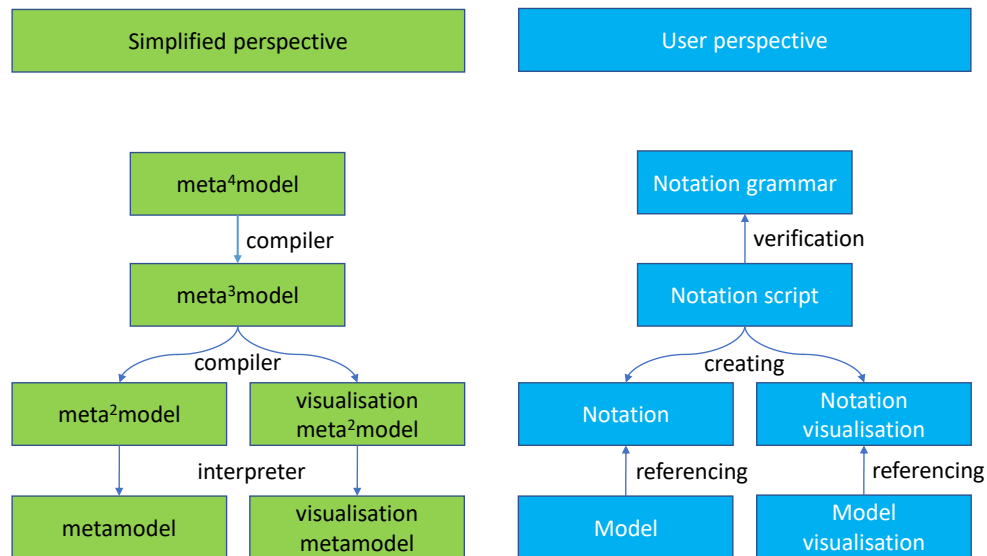 Simplified perspective
User perspective
meta⁴model
Notation grammar
compiler
verification
meta³model
Notation script
compiler
creating
meta²model
visualisation
meta²model
Notation
Notation
visualisation
interpreter
referencing
referencing
metamodel
visualisation
metamodel
Model
Model
visualisation